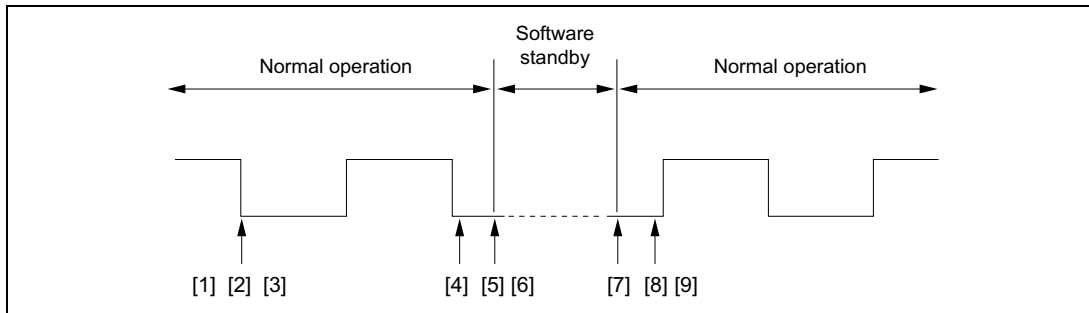 Software
standby
Normal operation
Normal operation
[1] [2] [3] [4] [5] [6] [7] [8] [9]